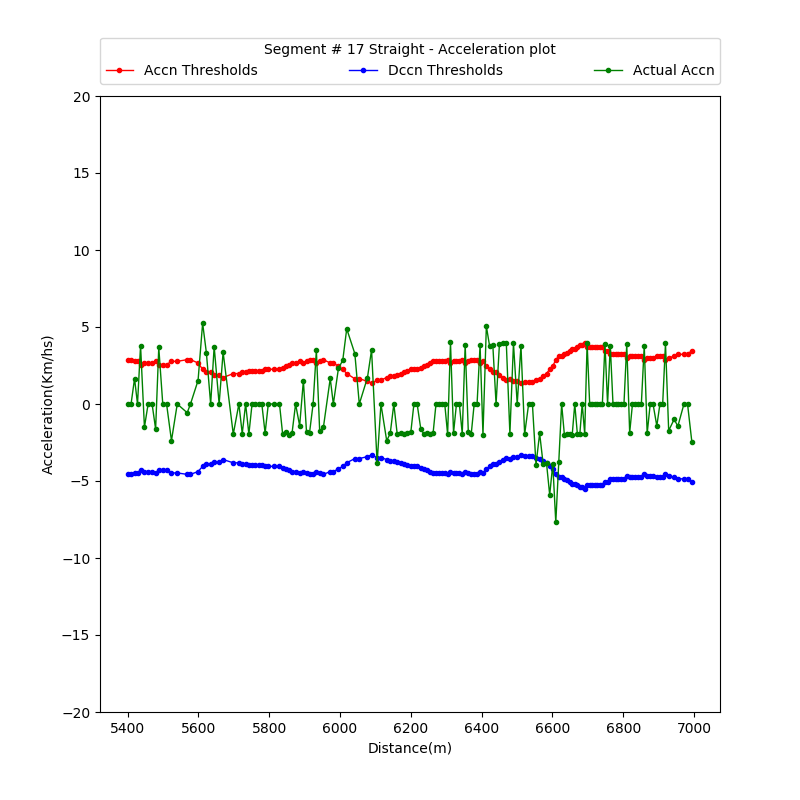 Segment # 17 Straight - Acceleration plot
Accn Thresholds Dccn Thresholds Actual Accn
20
15
10
5
0
−5
−10
−15
−20
Acceleration(Km/hs)
5400 5600 5800 6000 6200 6400 6600 6800 7000
Distance(m)